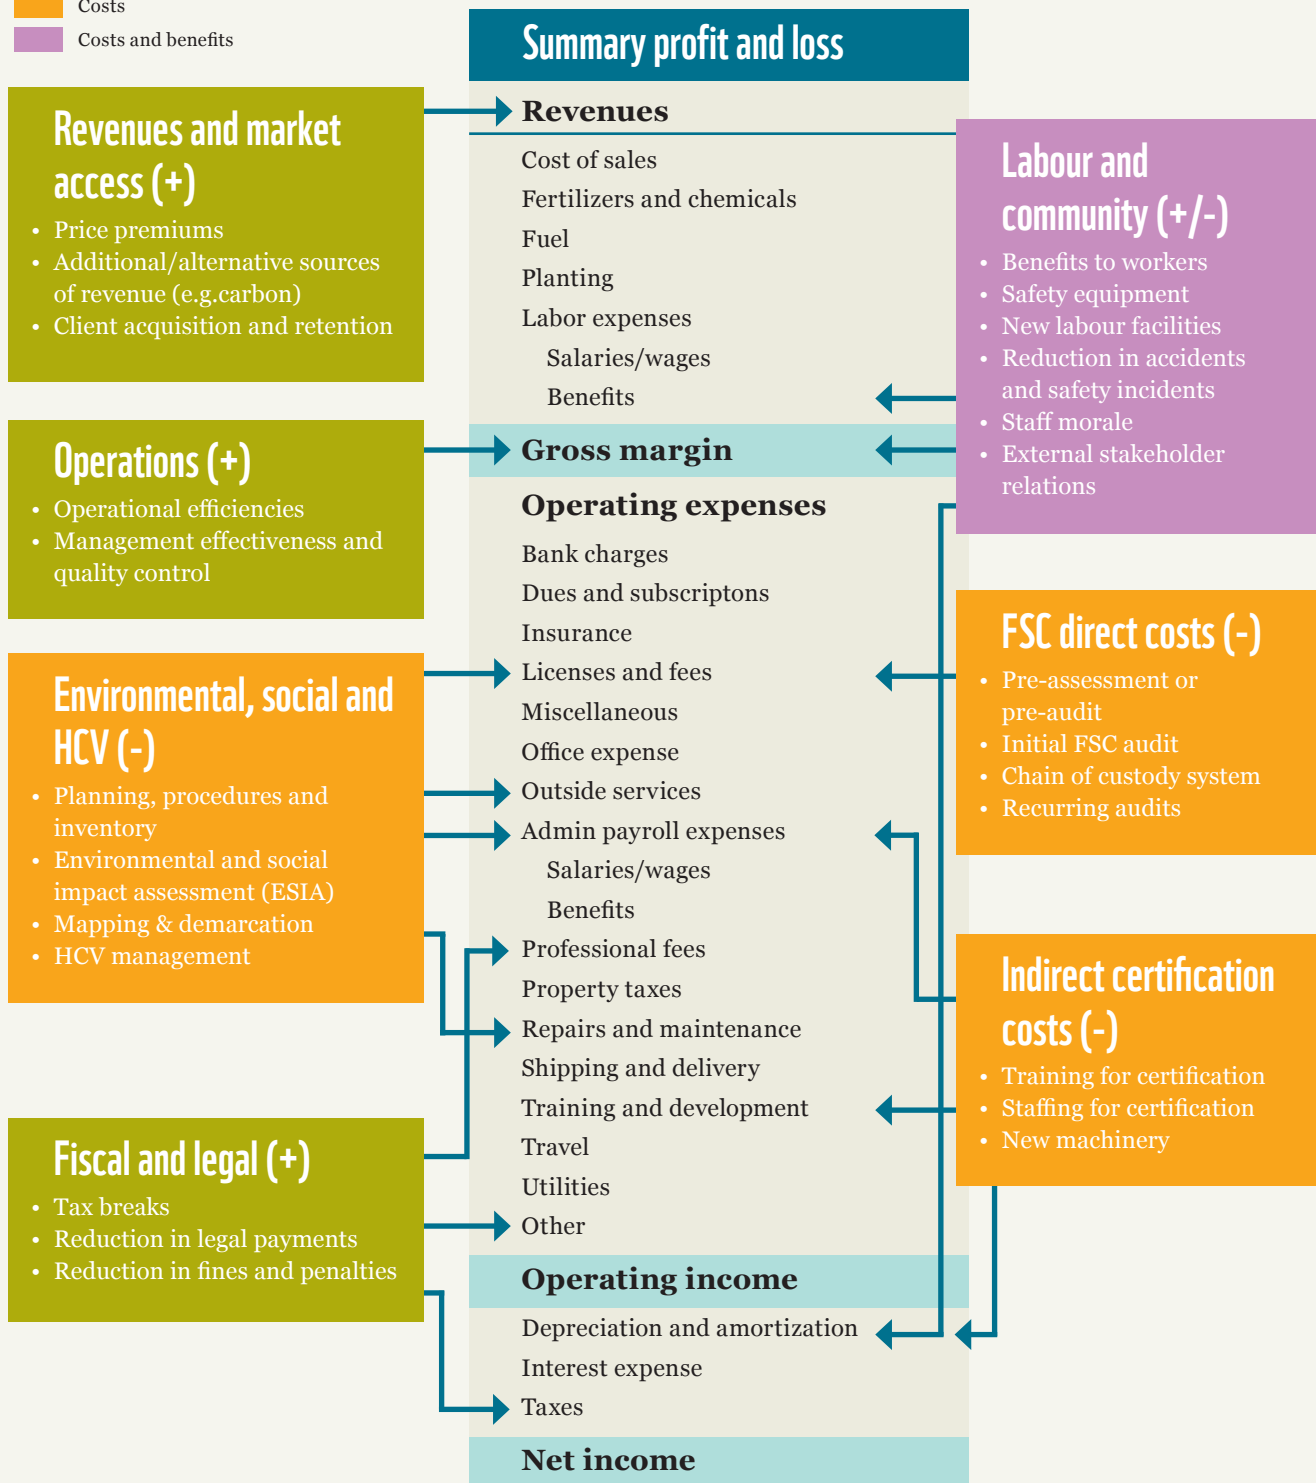 Costs
Costs and benefits
Summary profit and loss
Revenues
Cost of sales
Fertilizers and chemicals
Fuel
Planting
Labor expenses
Salaries/wages
Benefits
Gross margin
Operating expenses
Bank charges
Dues and subscriptons
Insurance
Licenses and fees
Miscellaneous
Office expense
Outside services
Admin payroll expenses
Salaries/wages
Benefits
Professional fees
Property taxes
Repairs and maintenance
Shipping and delivery
Training and development
Travel
Utilities
Other
Operating income
Depreciation and amortization
Interest expense
Taxes
Net income
Revenues and market
access (+)
• Price premiums
• Additional/alternative sources
of revenue (e.g.carbon)
• Client acquisition and retention
Operations (+)
• Operational efficiencies
• Management effectiveness and
quality control
Environmental, social and
HCV (-)
• Planning, procedures and
inventory
• Environmental and social
impact assessment (ESIA)
• Mapping & demarcation
• HCV management
Fiscal and legal (+)
• Tax breaks
• Reduction in legal payments
• Reduction in fines and penalties
Labour and
community (+/-)
• Benefits to workers
• Safety equipment
• New labour facilities
• Reduction in accidents
and safety incidents
• Staff morale
• External stakeholder
relations
FSC direct costs (-)
• Pre-assessment or
pre-audit
• Initial FSC audit
• Chain of custody system
• Recurring audits
Indirect certification
costs (-)
• Training for certification
• Staffing for certification
• New machinery